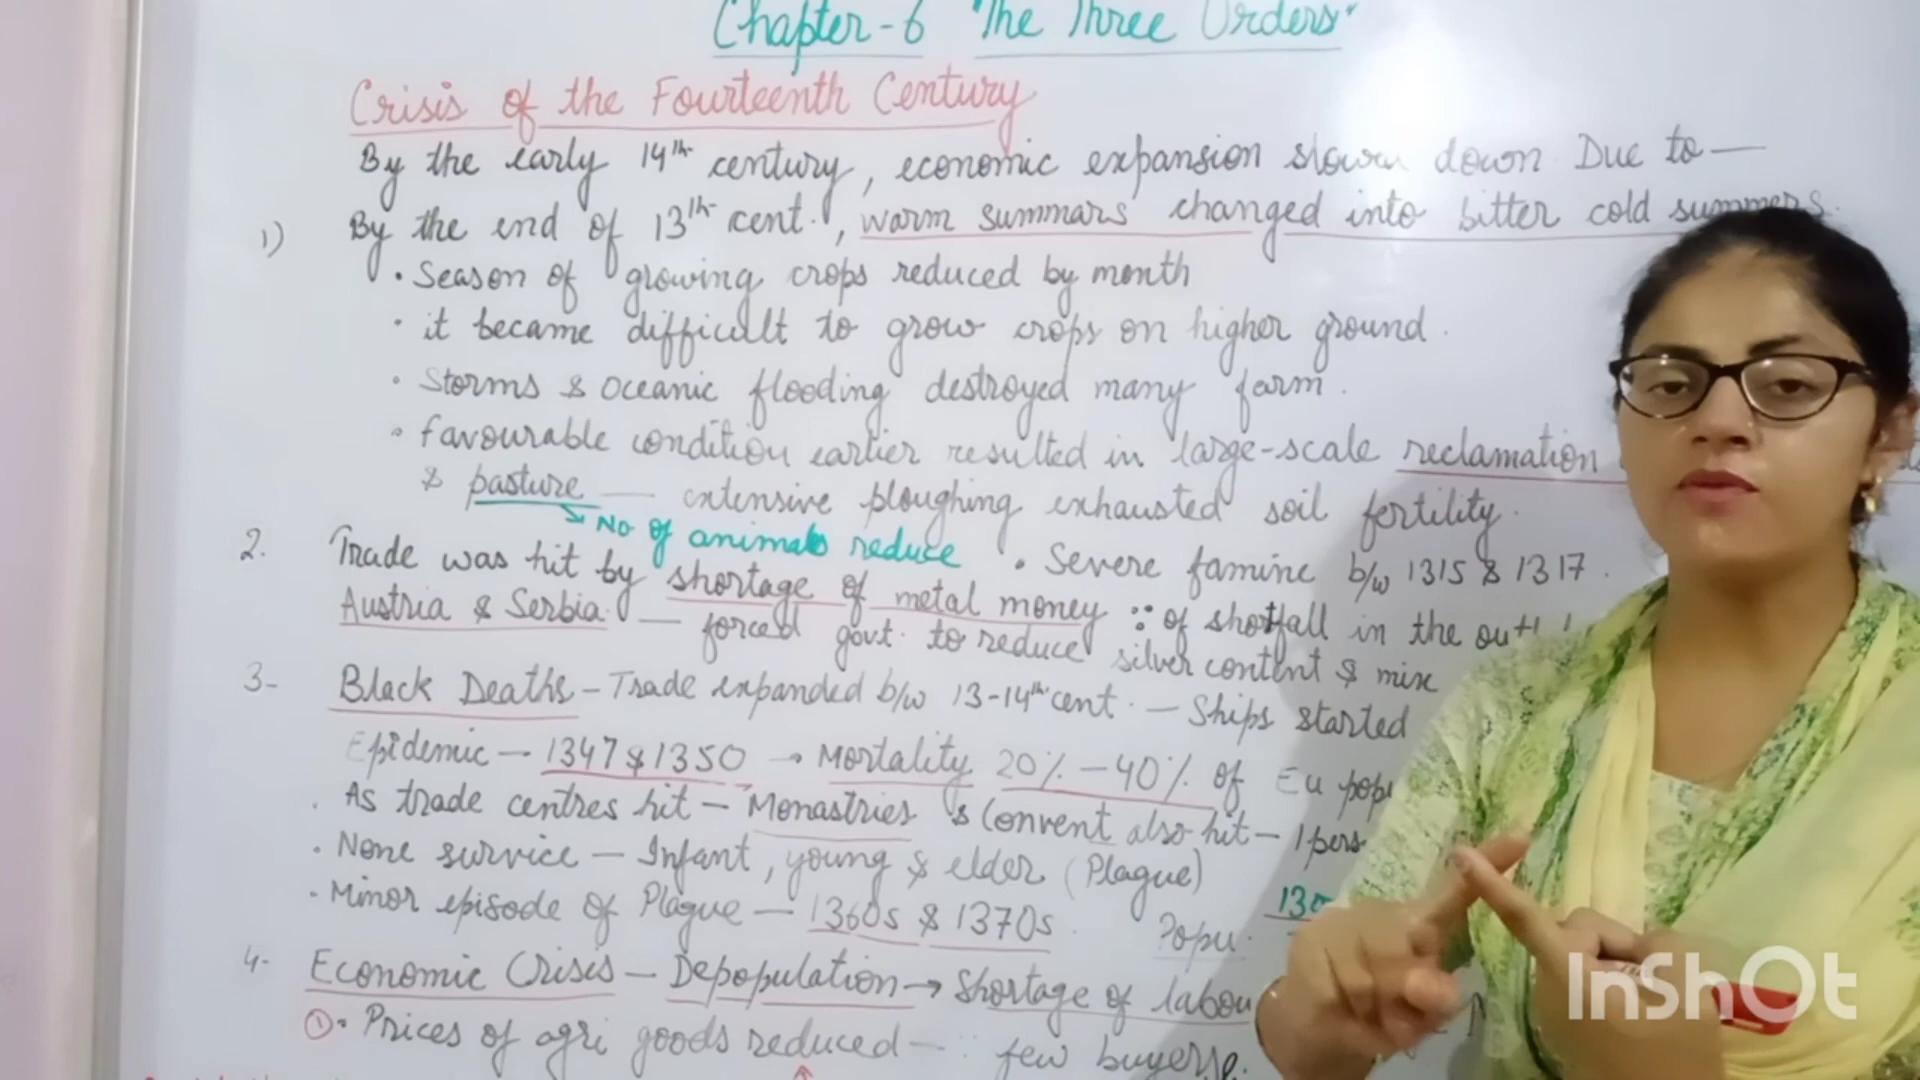 Chapter-6 "The Three Orders"
Crisis of the Fourteenth Century
By the early 14th century, economic expansion down Due to —
1) By the end of 13th cent., warm summars changed into bitter cold summers.
• Season of growing crops reduced by month
• it became difficult to grow crops on higher ground.
• Storms & Oceanic flooding destroyed many farm.
• favourable condition earlier resulted in large-scale reclamation
& pasture — extensive ploughing exhausted soil fertility.
→ No of animals reduce • Severe famine b/w 1315 & 1317.
2. Trade was hit by shortage of metal money ∵ of shortfall in the
Austria & Serbia — forced govt. to reduce silver content & mix
3- Black Deaths - Trade expanded b/w 13-14th cent. — Ships started
Epidemic — 1347 & 1350 → Mortality 20% - 40% of Eu
. As trade centres hit — Monastries & Convent also hit — 1
. None survice — Infant, young & elder (Plague)
. Minor episode of Plague — 1360s & 1370s. Popu.
4- Economic Crisis — Depopulation → Shortage of
① • Prices of agri goods reduced — ∵ few buyers.
InShOt